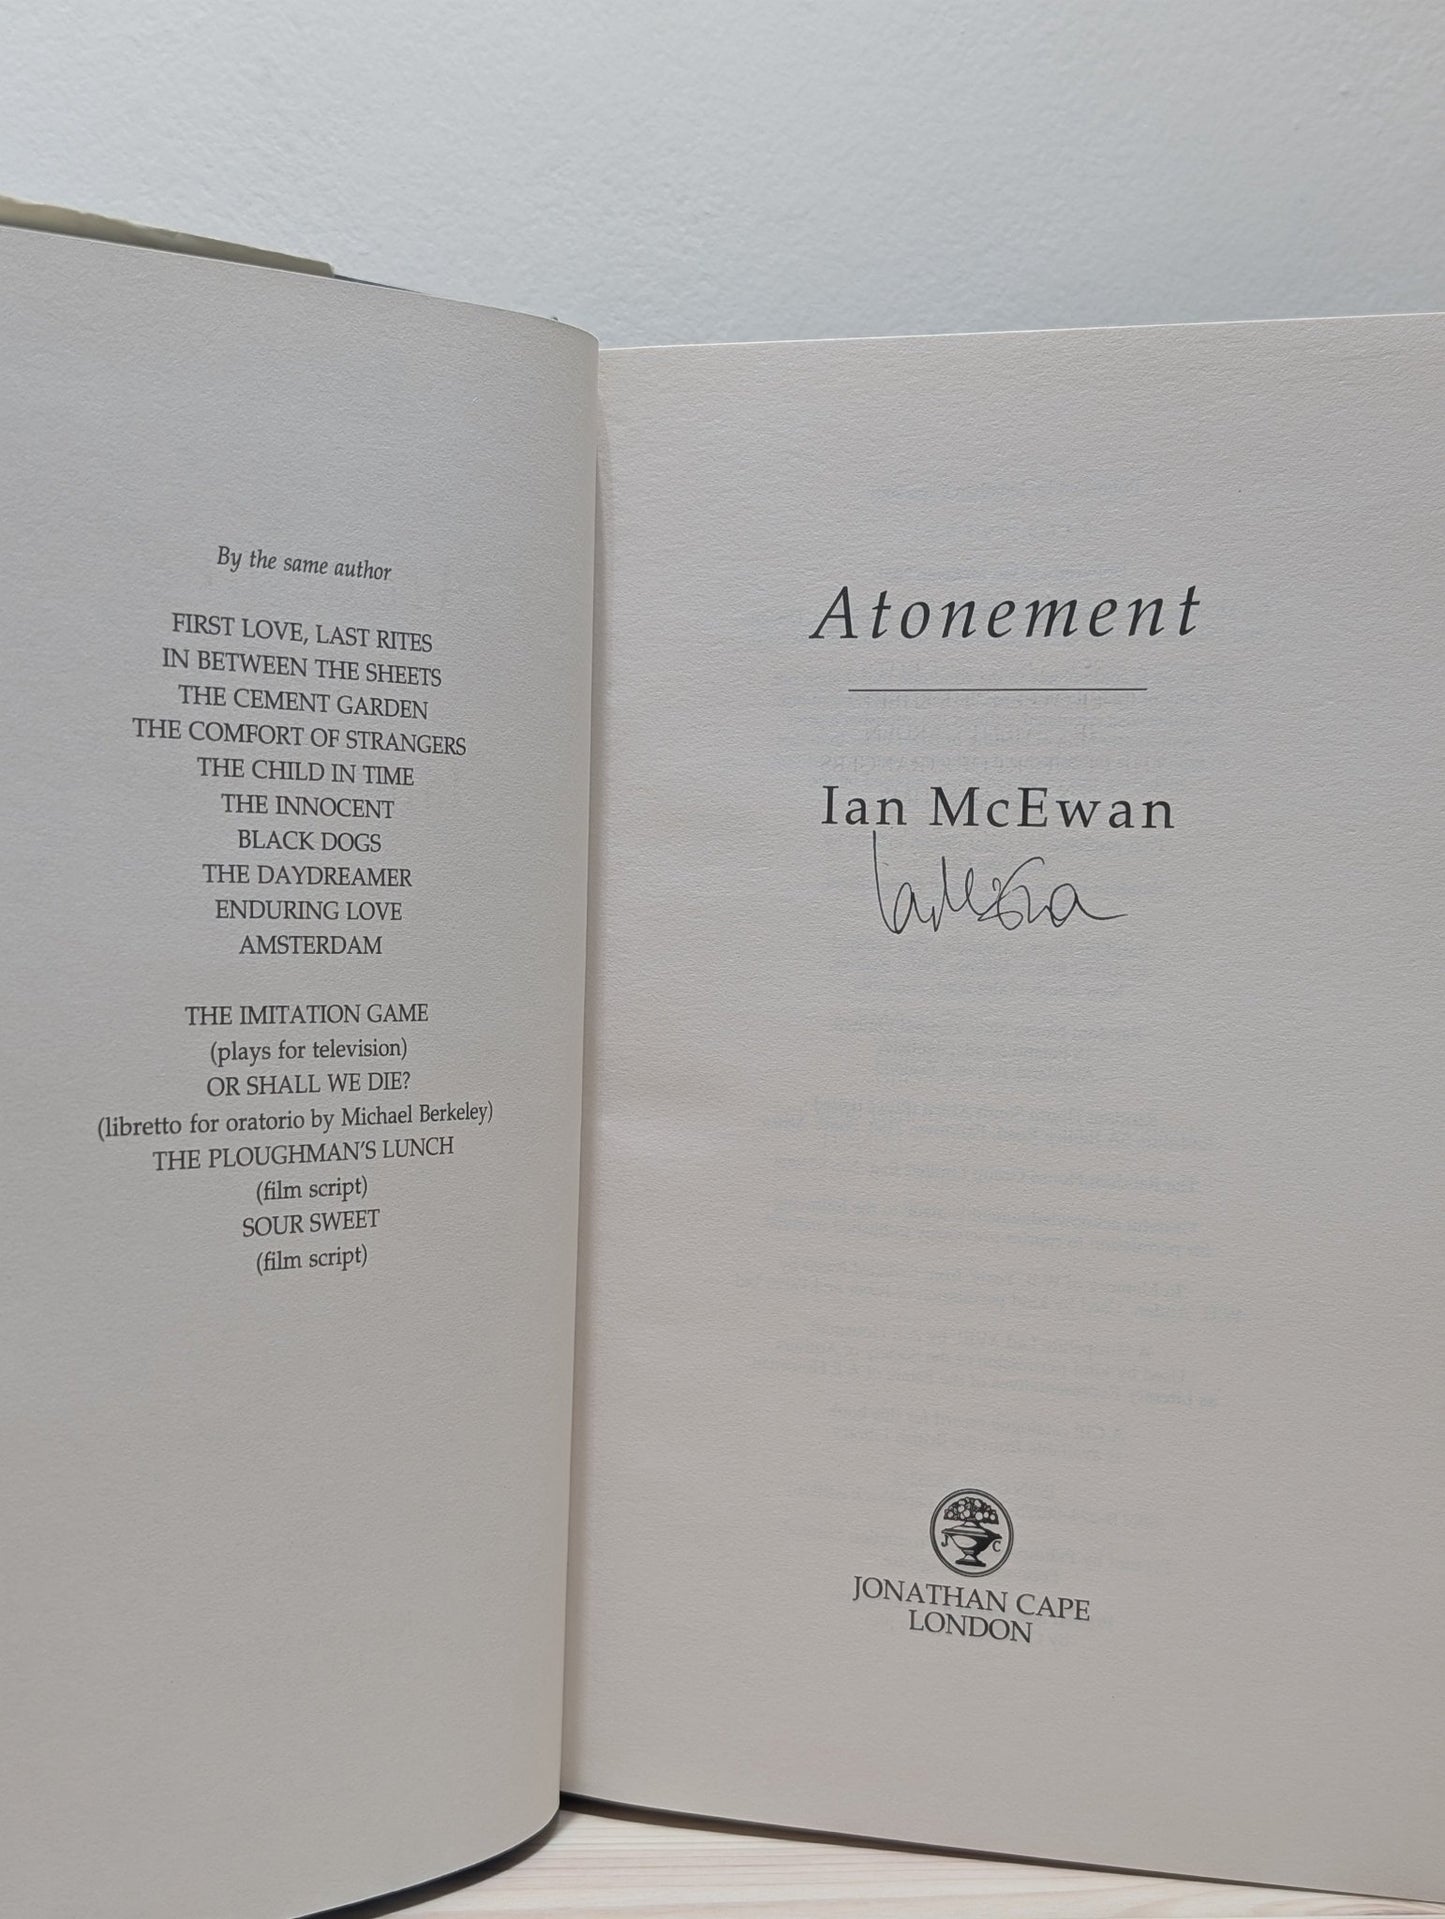 By the same author
FIRST LOVE, LAST RITES
IN BETWEEN THE SHEETS
THE CEMENT GARDEN
THE COMFORT OF STRANGERS
THE CHILD IN TIME
THE INNOCENT
BLACK DOGS
THE DAYDREAMER
ENDURING LOVE
AMSTERDAM
THE IMITATION GAME
(plays for television)
OR SHALL WE DIE?
(libretto for oratorio by Michael Berkeley)
THE PLOUGHMAN'S LUNCH
(film script)
SOUR SWEET
(film script)
Atonement
Ian McEwan
J C
JONATHAN CAPE
LONDON